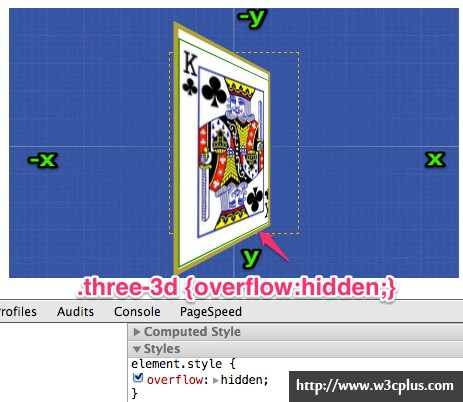 -y
K
-x
x
y
.three-3d {overflow:hidden;}
rofiles Audits Console PageSpeed
Computed Style
Styles
element.style {
overflow: hidden;
}
http://www.w3cplus.com